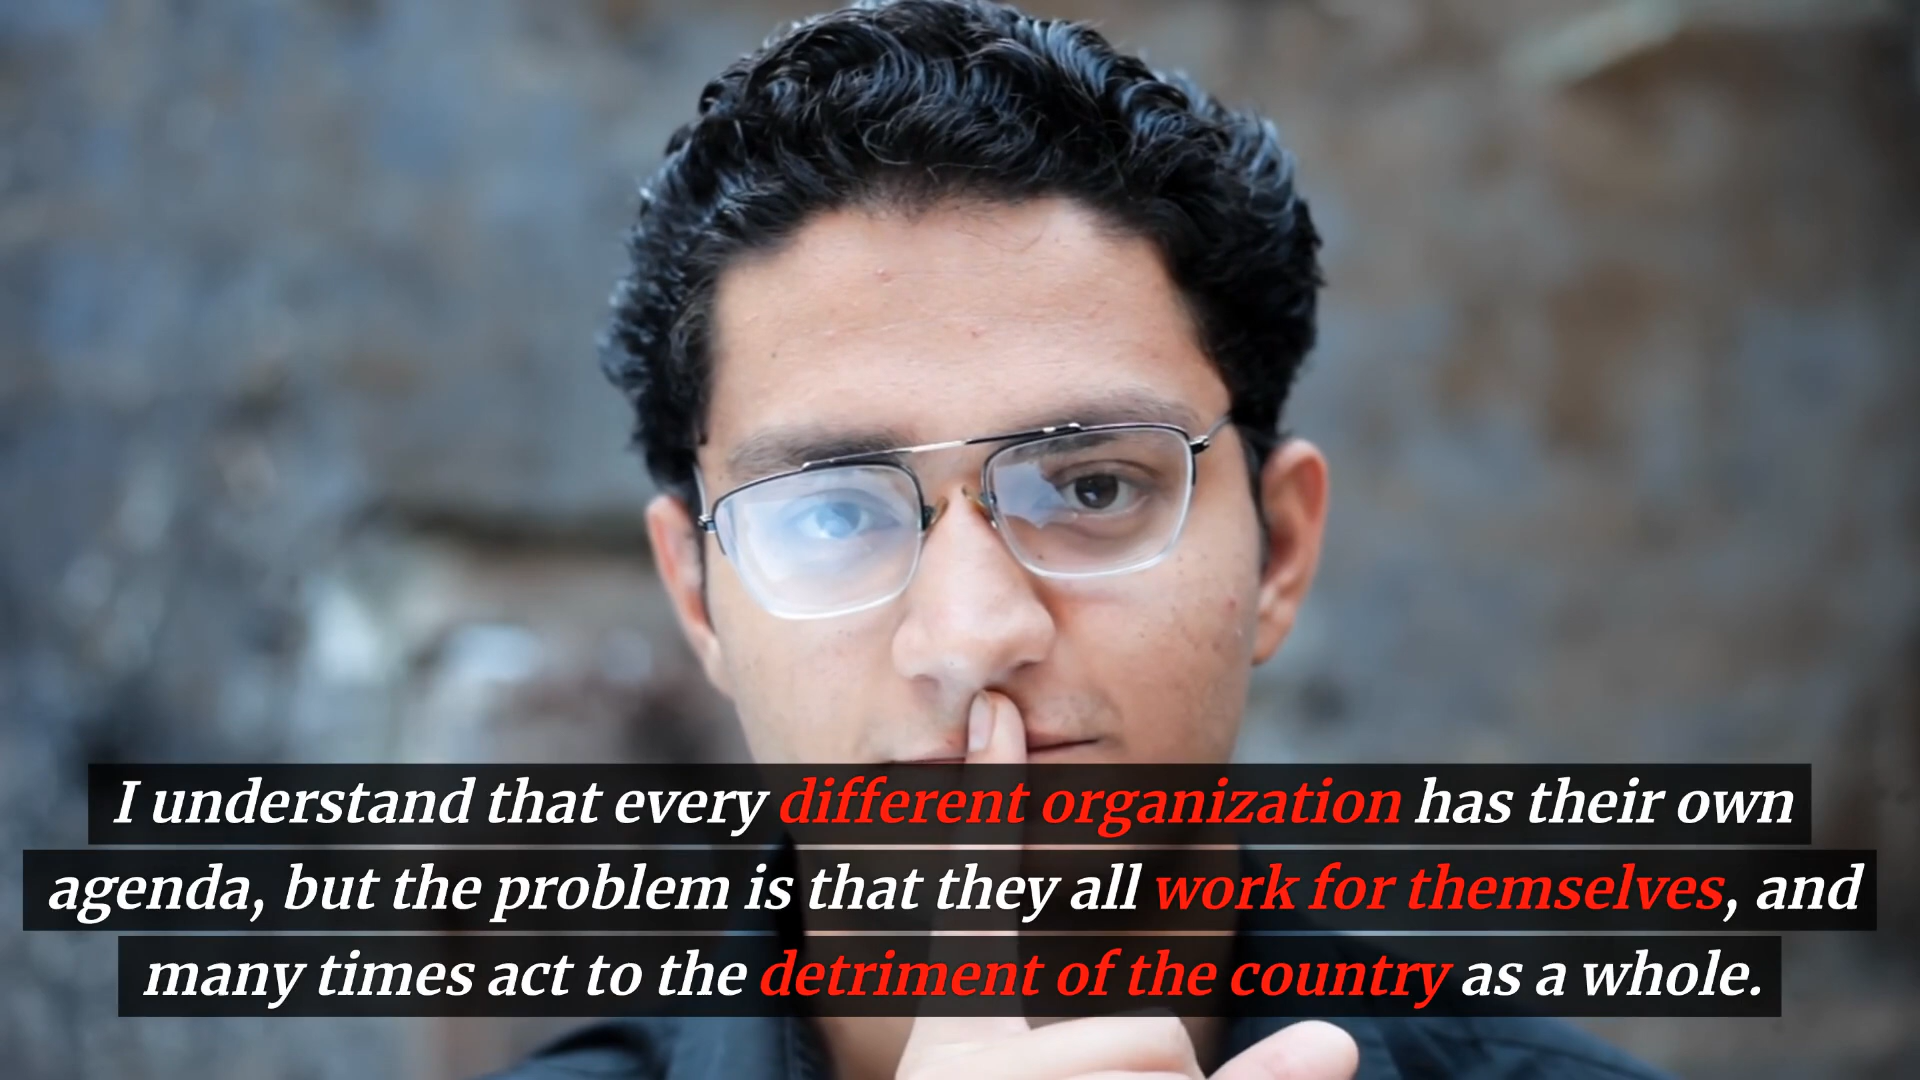 I understand that every different organization has their own
agenda, but the problem is that they all work for themselves, and
many times act to the detriment of the country as a whole.